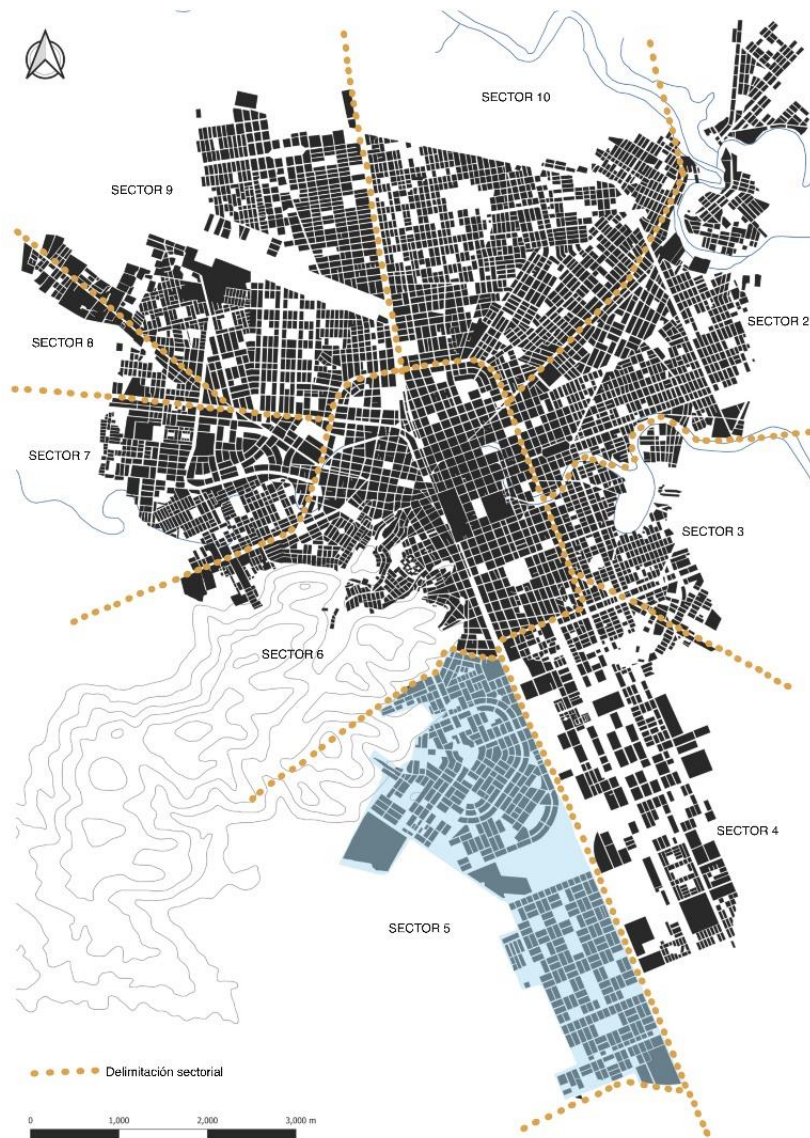 SECTOR 10
SECTOR 9
SECTOR 2
SECTOR 8
SECTOR 7
SECTOR 3
SECTOR 6
SECTOR 4
SECTOR 5
Delimitación sectorial
0 1,000 2,000 3,000 m